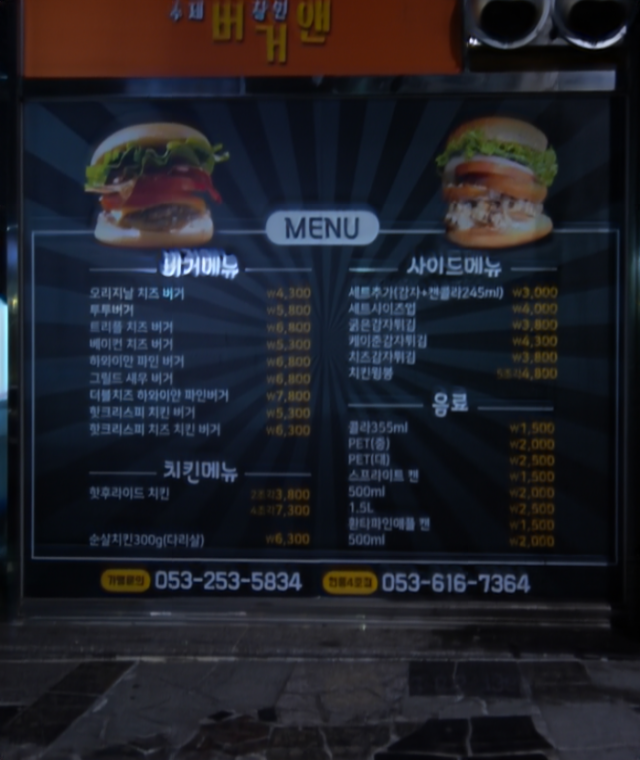 수제 장인
버거앤
MENU
버거메뉴
오리지날 치즈 버거 ₩4,300
투투버거 ₩5,800
트리플 치즈 버거 ₩6,800
베이컨 치즈 버거 ₩5,300
하와이안 파인 버거 ₩6,800
그릴드 새우 버거 ₩6,800
더블치즈 하와이안 파인버거 ₩7,800
핫크리스피 치킨 버거 ₩5,300
핫크리스피 치즈 치킨 버거 ₩6,300
치킨메뉴
핫후라이드 치킨 2조각3,800
4조각7,300
순살치킨300g(다리살) ₩6,300
사이드메뉴
세트추가(감자+캔콜라245ml) ₩3,000
세트사이즈업 ₩4,000
굵은감자튀김 ₩3,800
케이준감자튀김 ₩4,300
치즈감자튀김 ₩3,800
치킨윙봉 5조각4,800
음료
콜라355ml ₩1,500
PET(중) ₩2,000
PET(대) ₩2,500
스프라이트 캔 ₩1,500
500ml ₩2,000
1.5L ₩2,500
환타파인애플 캔 ₩1,500
500ml ₩2,000
가맹문의 053-253-5834 053-616-7364